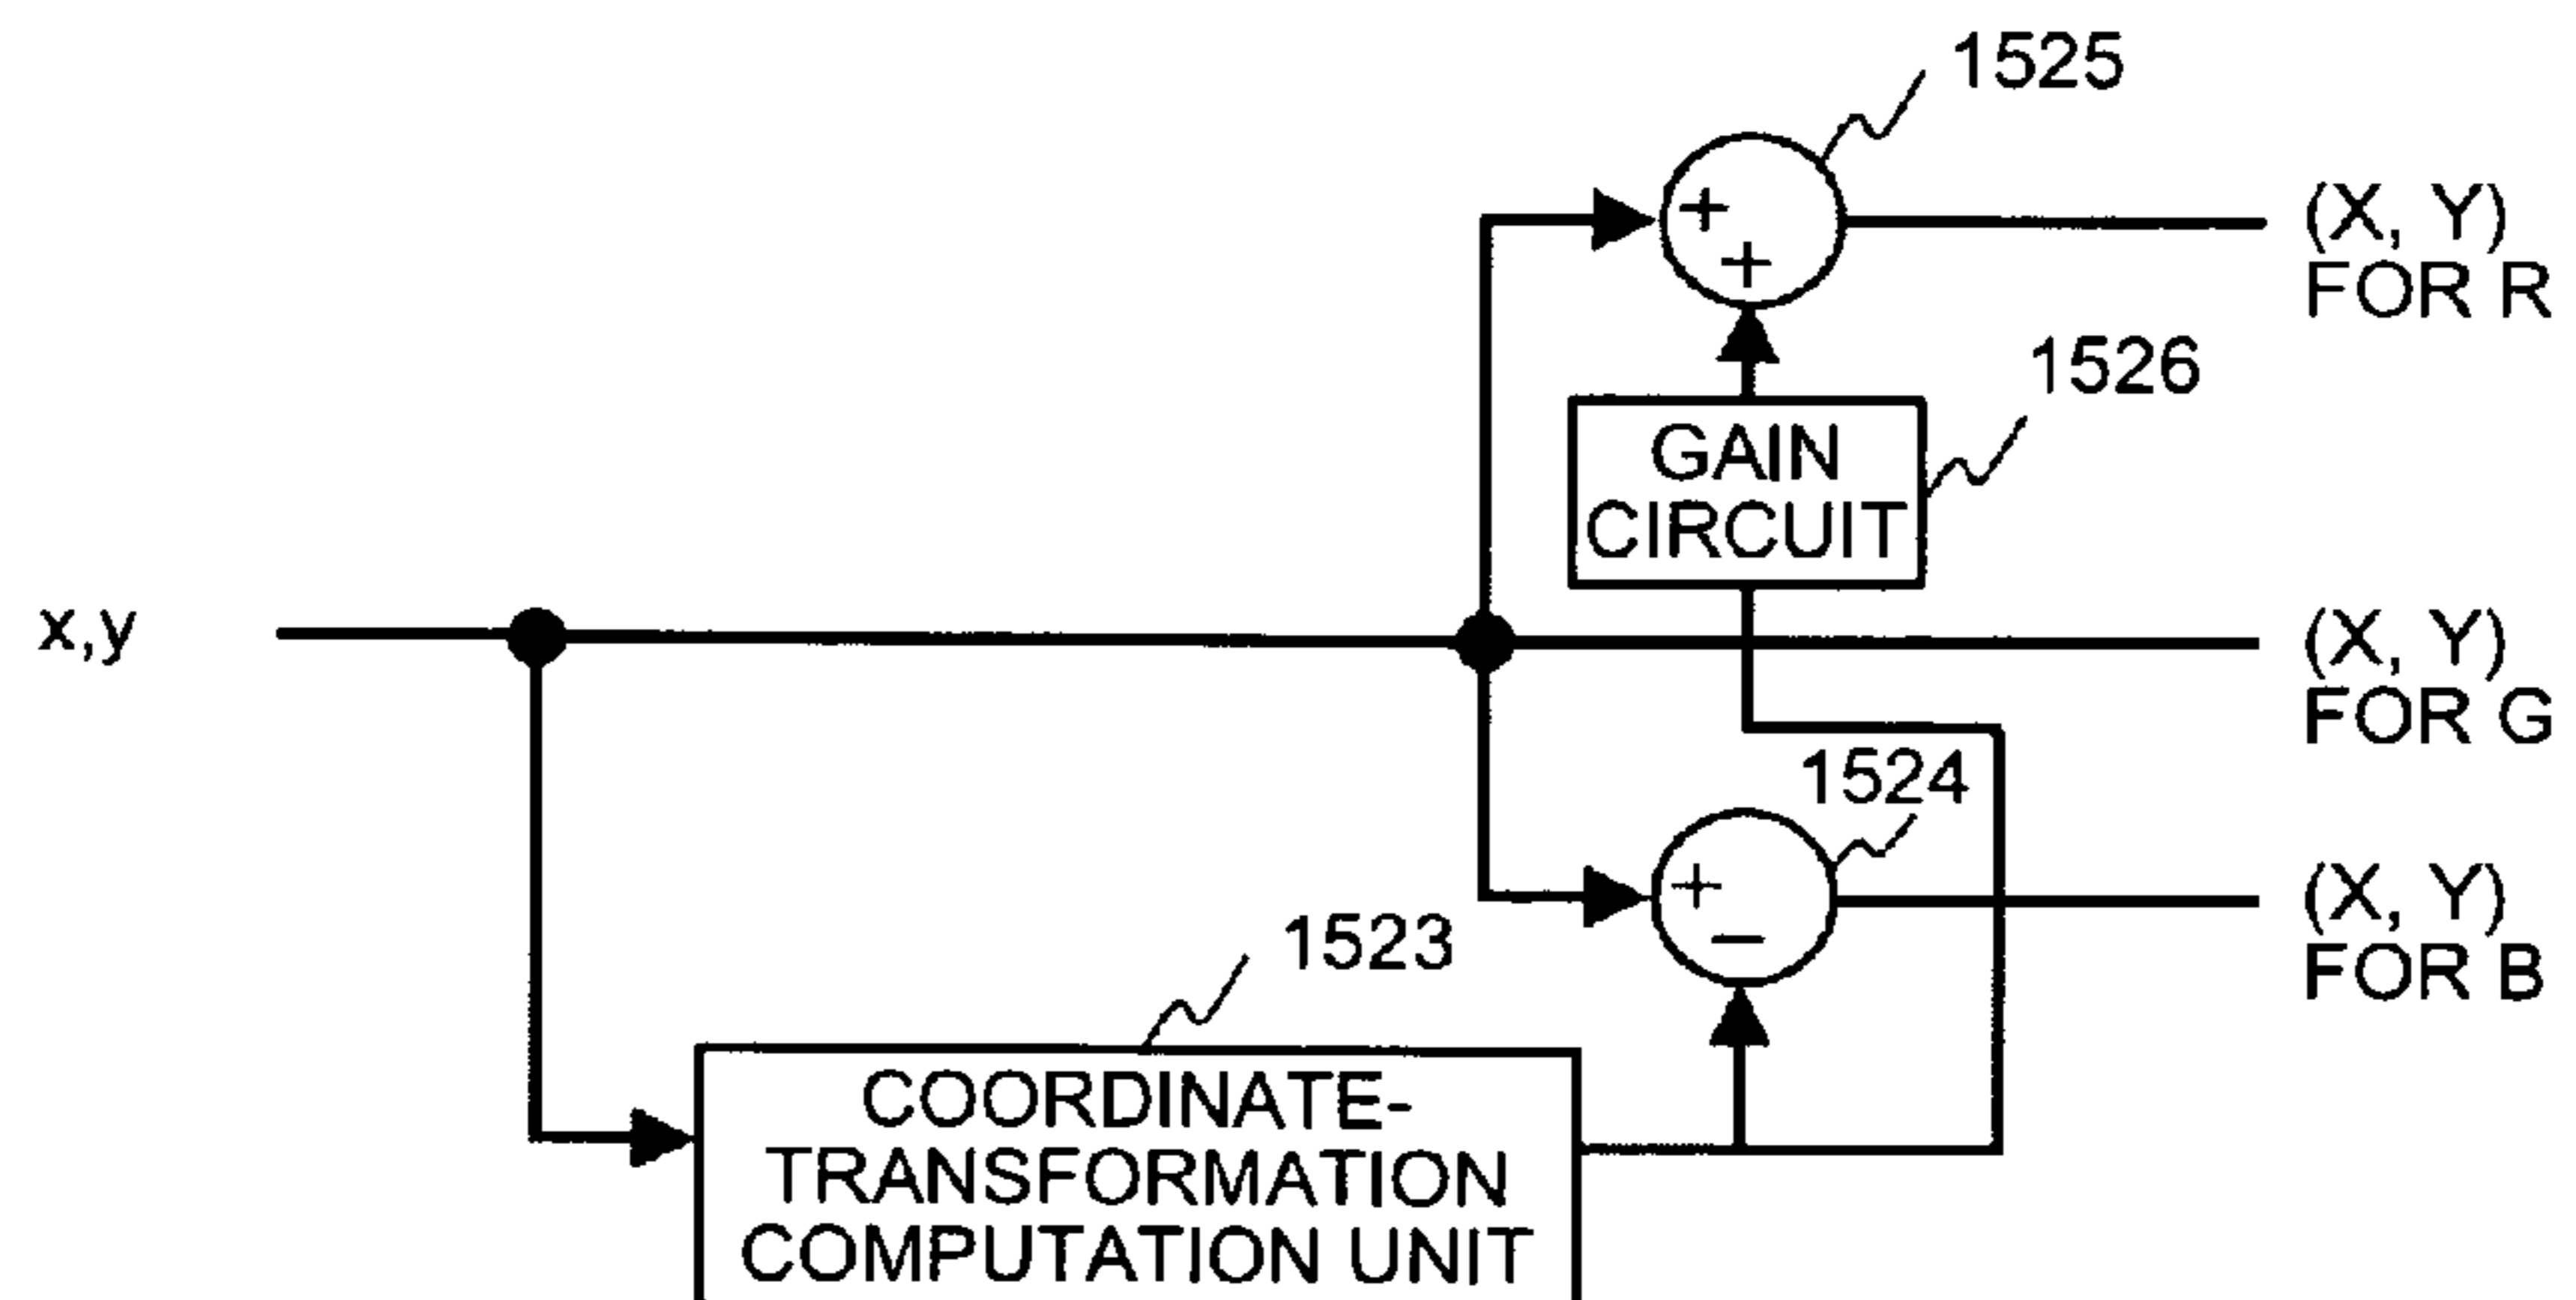 1525
+
+
(X, Y)
FOR R
1526
GAIN
CIRCUIT
x,y
(X, Y)
FOR G
1524
+
−
(X, Y)
FOR B
1523
COORDINATE-
TRANSFORMATION
COMPUTATION UNIT